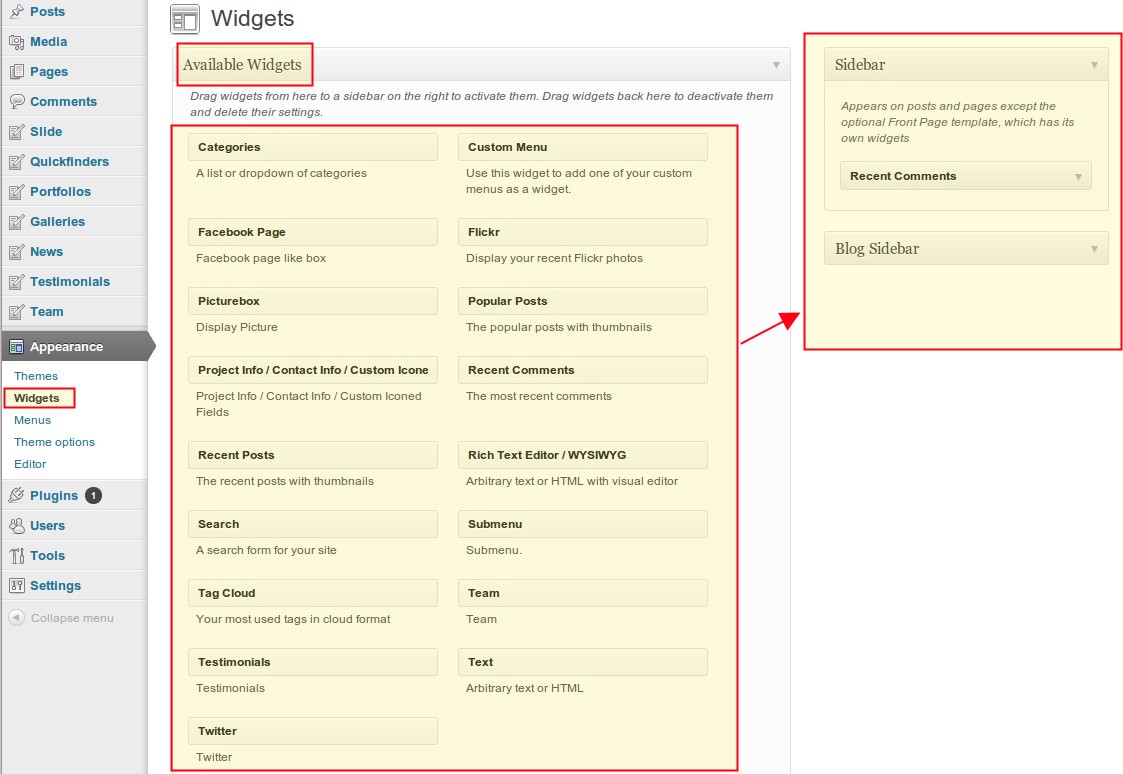 Posts
Media
Pages
Comments
Slide
Quickfinders
Portfolios
Galleries
News
Testimonials
Team
Appearance
Themes
Widgets
Menus
Theme options
Editor
Plugins 1
Users
Tools
Settings
Collapse menu
Widgets
Available Widgets
Drag widgets from here to a sidebar on the right to activate them. Drag widgets back here to deactivate them
and delete their settings.
Categories
A list or dropdown of categories
Custom Menu
Use this widget to add one of your custom
menus as a widget.
Facebook Page
Facebook page like box
Flickr
Display your recent Flickr photos
Picturebox
Display Picture
Popular Posts
The popular posts with thumbnails
Project Info / Contact Info / Custom Icone
Project Info / Contact Info / Custom Iconed
Fields
Recent Comments
The most recent comments
Recent Posts
The recent posts with thumbnails
Rich Text Editor / WYSIWYG
Arbitrary text or HTML with visual editor
Search
A search form for your site
Submenu
Submenu.
Tag Cloud
Your most used tags in cloud format
Team
Team
Testimonials
Testimonials
Text
Arbitrary text or HTML
Twitter
Twitter
Sidebar
Appears on posts and pages except the
optional Front Page template, which has its
own widgets
Recent Comments
Blog Sidebar